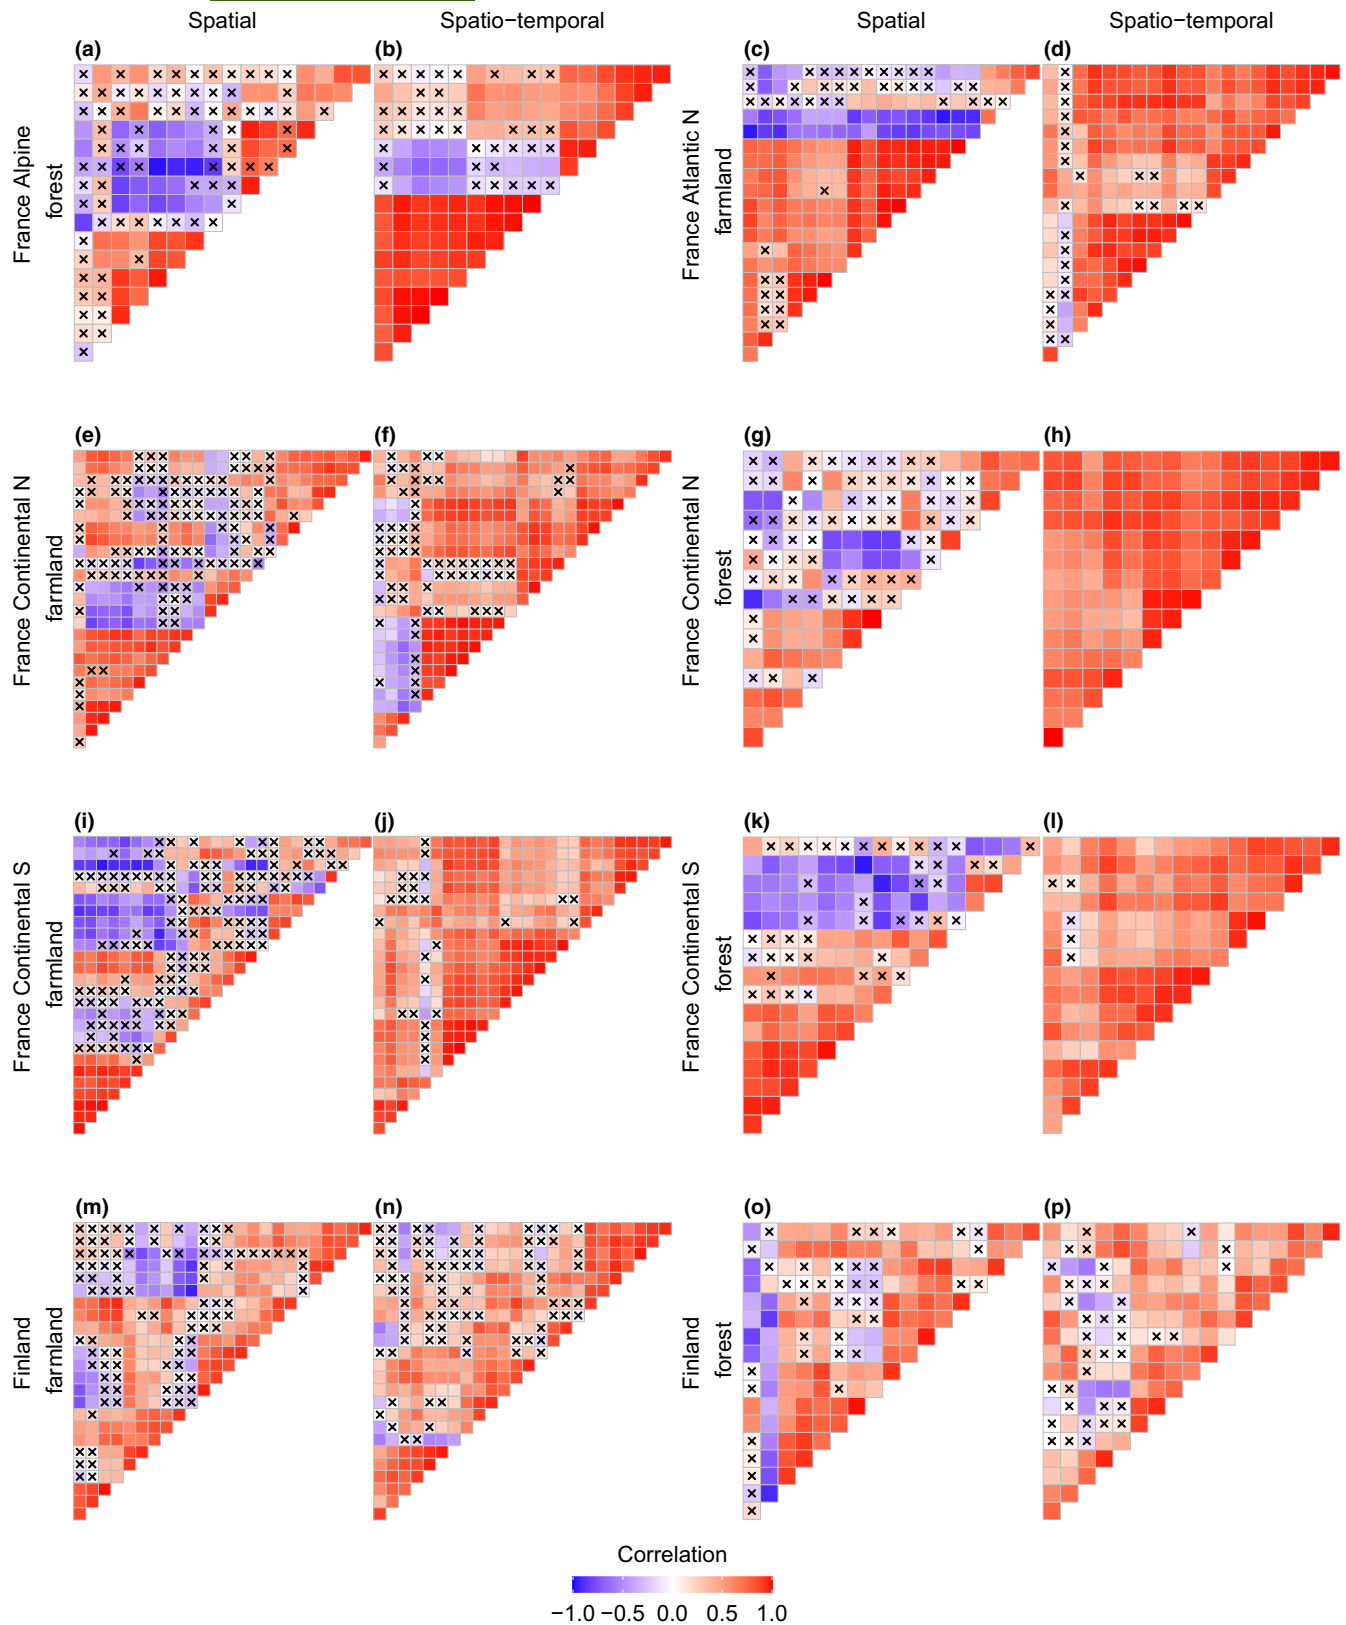 Spatial
Spatio−temporal
Spatial
Spatio−temporal
(a)
(b)
(c)
(d)
France Alpine
forest
France Atlantic N
farmland
(e)
(f)
(g)
(h)
France Continental N
farmland
France Continental N
forest
(i)
(j)
(k)
(l)
France Continental S
farmland
France Continental S
forest
(m)
(n)
(o)
(p)
Finland
farmland
Finland
forest
Correlation
−1.0 −0.5 0.0 0.5 1.0